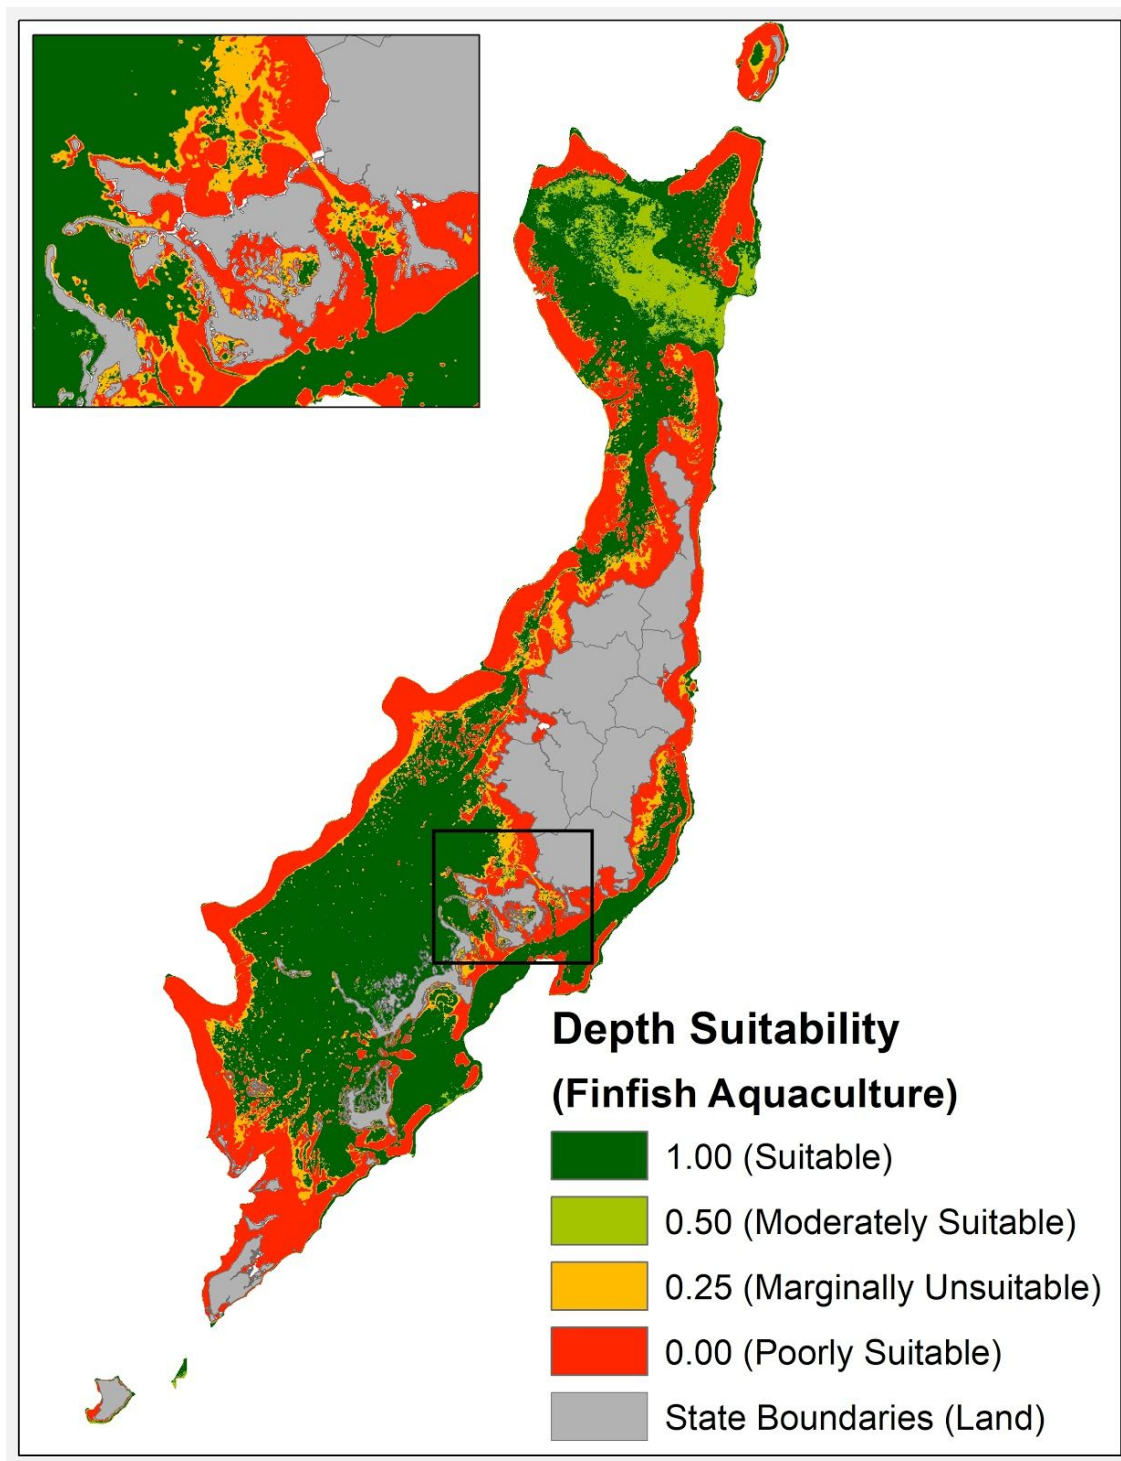 Depth Suitability
(Finfish Aquaculture)
1.00 (Suitable)
0.50 (Moderately Suitable)
0.25 (Marginally Unsuitable)
0.00 (Poorly Suitable)
State Boundaries (Land)